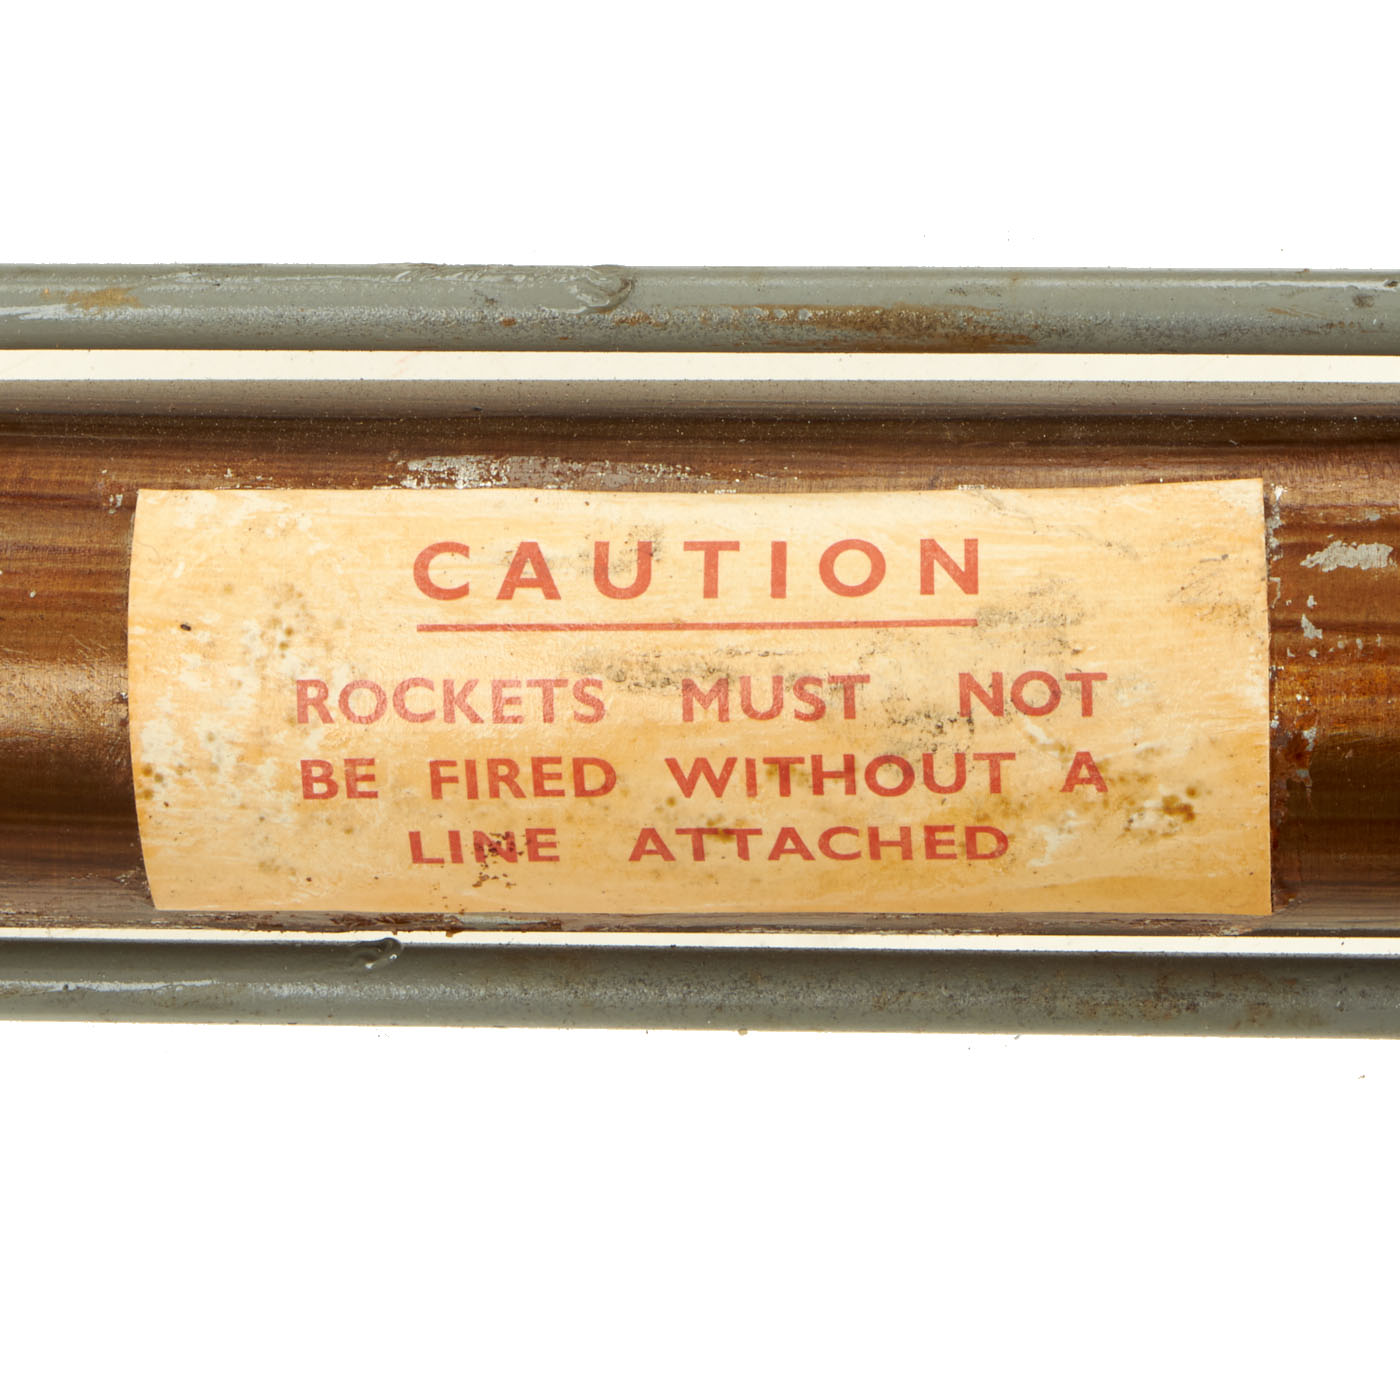 CAUTION
ROCKETS MUST NOT
BE FIRED WITHOUT A
LINE ATTACHED